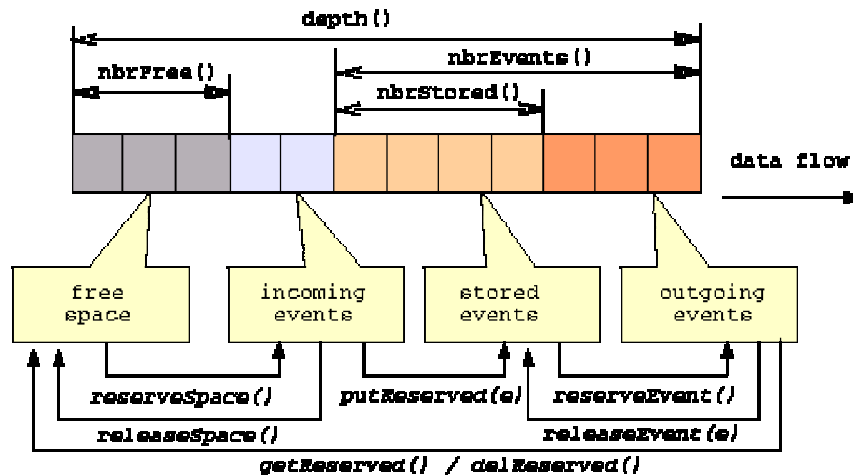 depth()
nbrEvents()
nbrFree()
nbrStored()
data flow
free
space
incoming
events
stored
events
outgoing
events
reserveSpace()
putReserved(e)
reserveEvent()
releaseSpace()
releaseEvent(e)
getReserved() / delReserved()